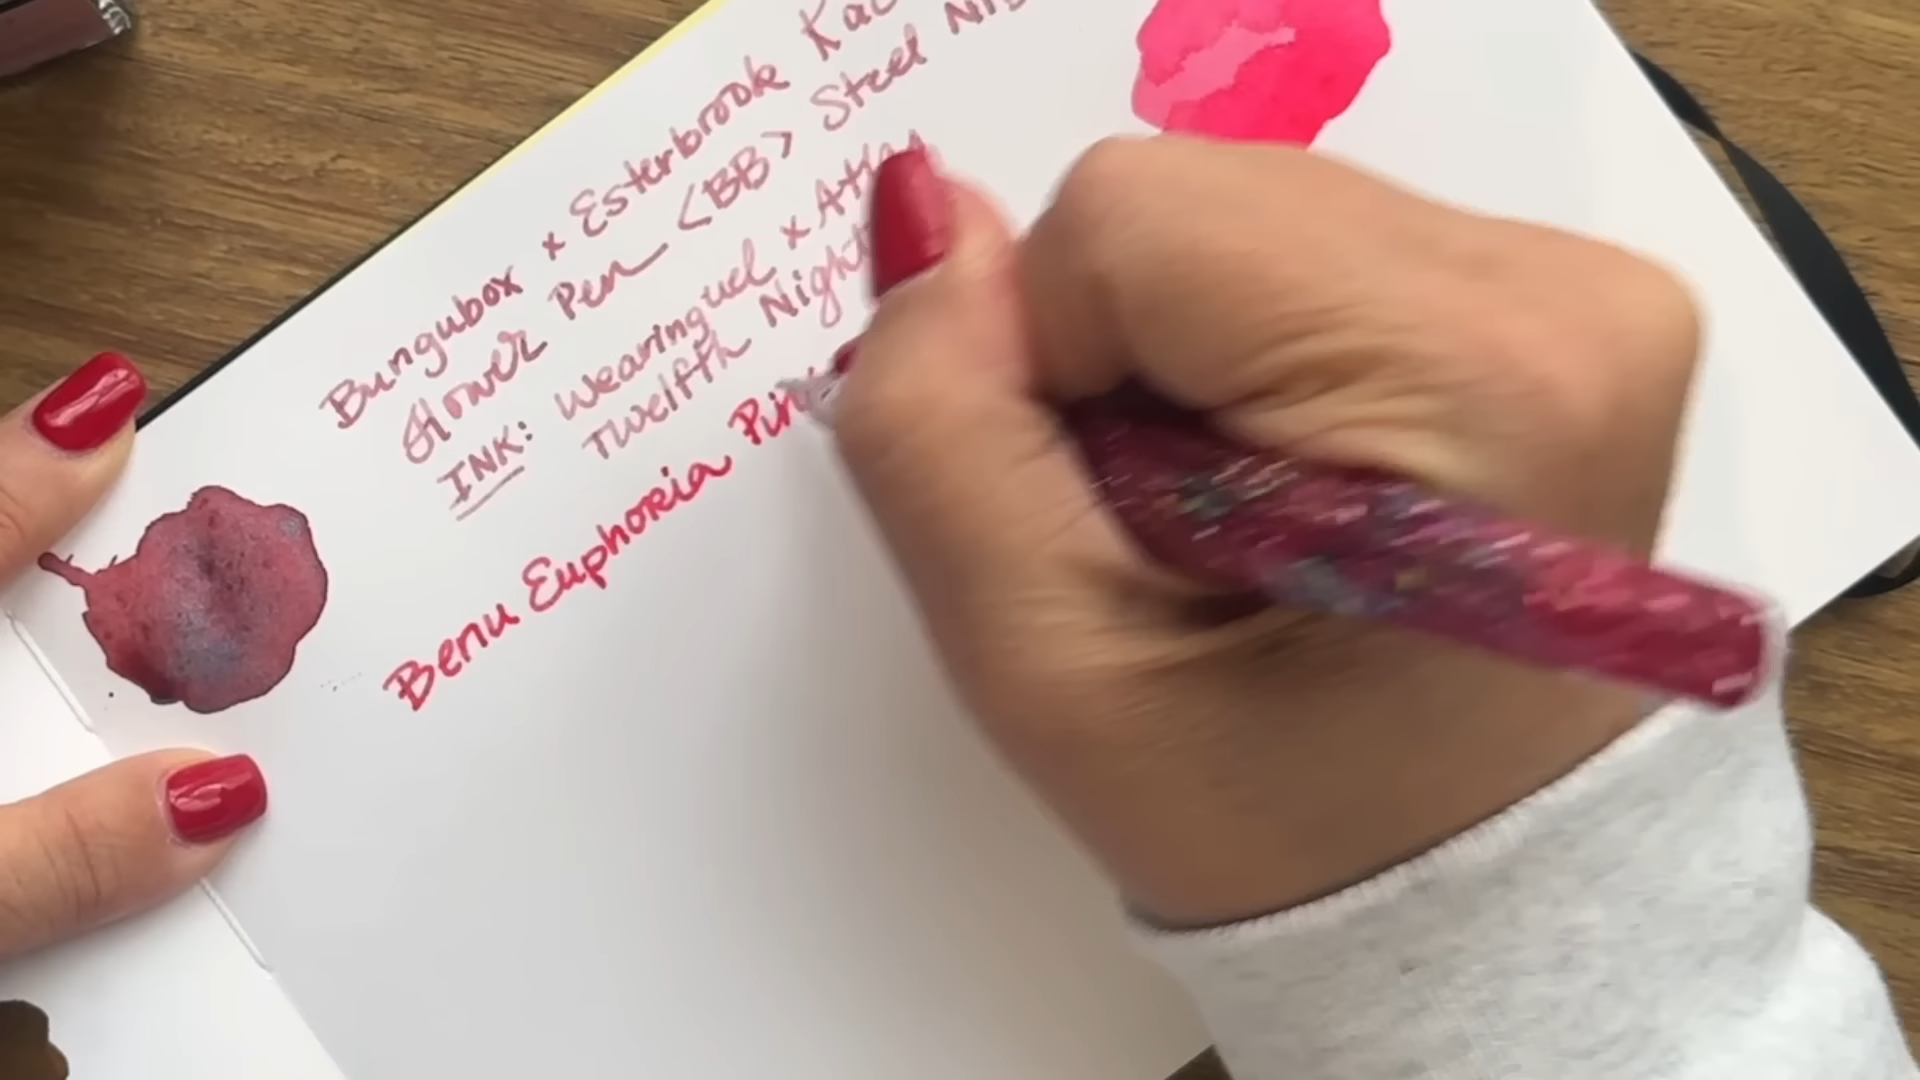 Bungubox x Esterbrook
Flower Pen <BB> Steel
INK: Wearingeul x
Twelfth Night
Benu Euphoria